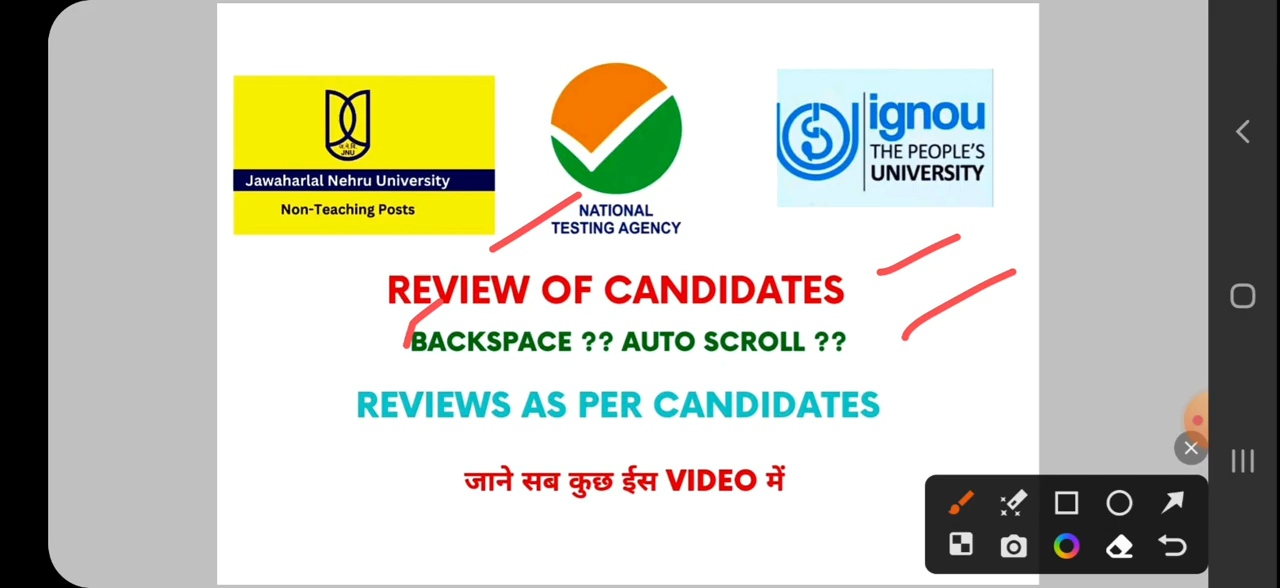 JNU
Jawaharlal Nehru University
Non-Teaching Posts
NATIONAL
TESTING AGENCY
ignou
THE PEOPLE'S
UNIVERSITY
REVIEW OF CANDIDATES
BACKSPACE ?? AUTO SCROLL ??
REVIEWS AS PER CANDIDATES
जाने सब कुछ ईस VIDEO में